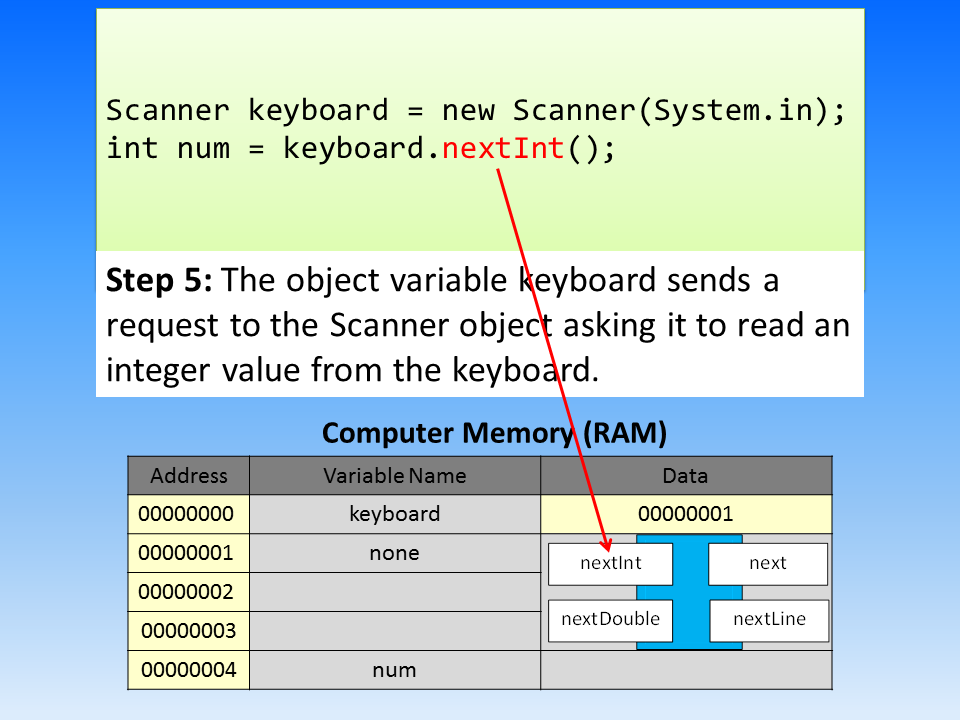 Scanner keyboard = new Scanner(System.in);
int num = keyboard.nextInt();
Step 5: The object variable keyboard sends a
request to the Scanner object asking it to read an
integer value from the keyboard.
Computer Memory (RAM)
Address Variable Name Data
00000000 keyboard 00000001
00000001 none nextInt next
00000002
nextDouble nextLine
00000003
00000004 num